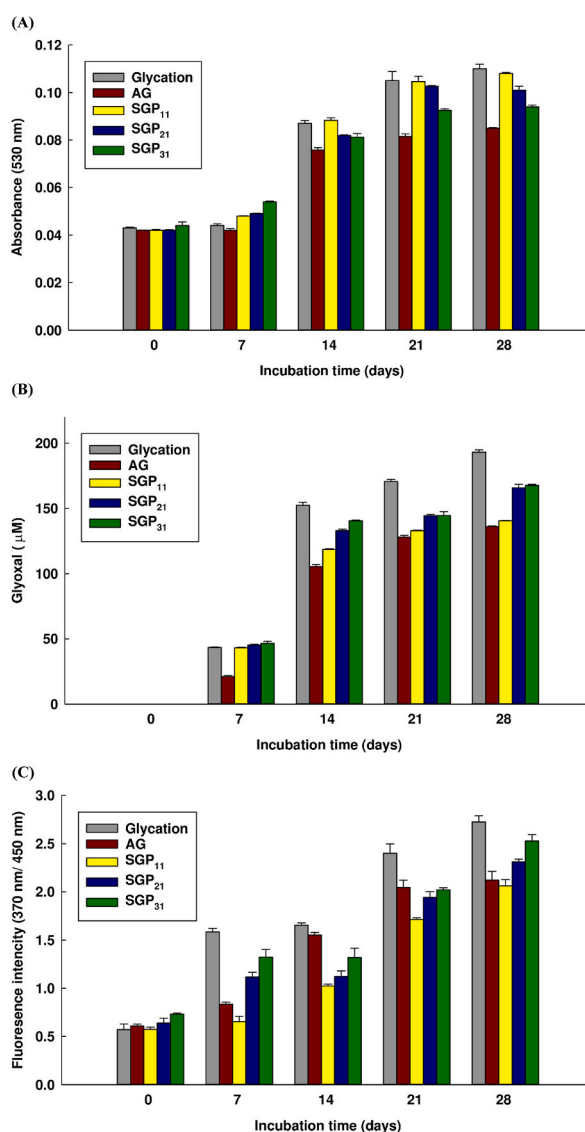 (A)
0.12
0.10
0.08
0.06
0.04
0.02
0.00
Absorbance (530 nm)
Glycation
AG
SGP11
SGP21
SGP31
0 7 14 21 28
Incubation time (days)
(B)
200
150
100
50
0
Glyoxal ( μM)
Glycation
AG
SGP11
SGP21
SGP31
0 7 14 21 28
Incubation time (days)
(C)
3.0
2.5
2.0
1.5
1.0
0.5
0.0
Fluoresence intencity (370 nm/ 450 nm)
Glycation
AG
SGP11
SGP21
SGP31
0 7 14 21 28
Incubation time (days)